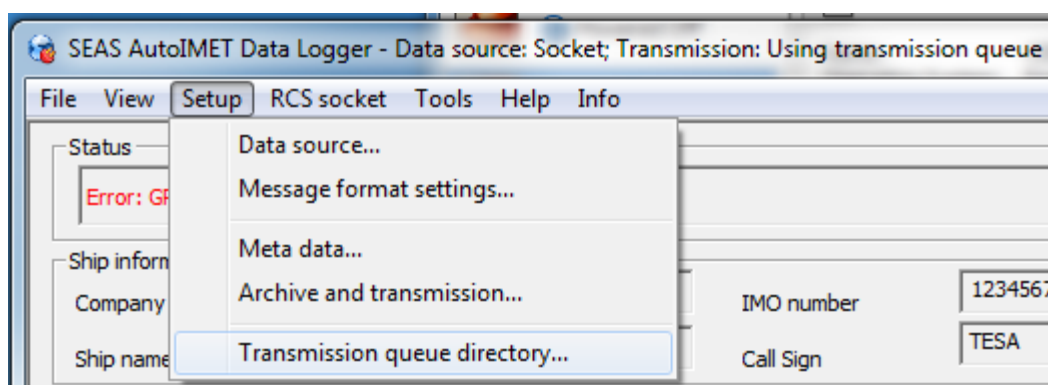 SEAS AutoIMET Data Logger - Data source: Socket; Transmission: Using transmission queue
File View Setup RCS socket Tools Help Info
Status
Data source...
Error:
Message format settings...
Meta data...
Ship
Archive and transmission...
Company
IMO number
1234567
Ship name
Transmission queue directory...
Call Sign
TESA